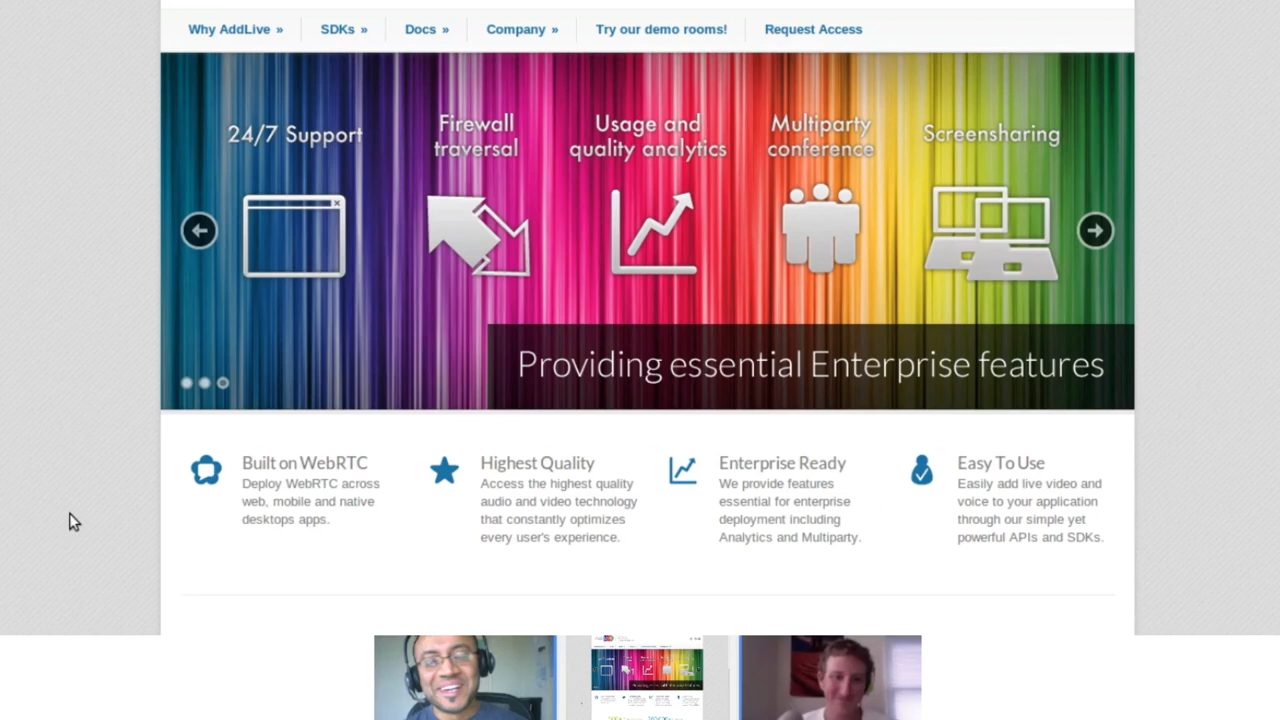 Why AddLive » SDKs » Docs » Company » Try our demo rooms! Request Access
24/7 Support
Firewall
traversal
Usage and
quality analytics
Multiparty
conference
Screensharing
Providing essential Enterprise features
Built on WebRTC
Deploy WebRTC across
web, mobile and native
desktops apps.
Highest Quality
Access the highest quality
audio and video technology
that constantly optimizes
every user's experience.
Enterprise Ready
We provide features
essential for enterprise
deployment including
Analytics and Multiparty.
Easy To Use
Easily add live video and
voice to your application
through our simple yet
powerful APIs and SDKs.